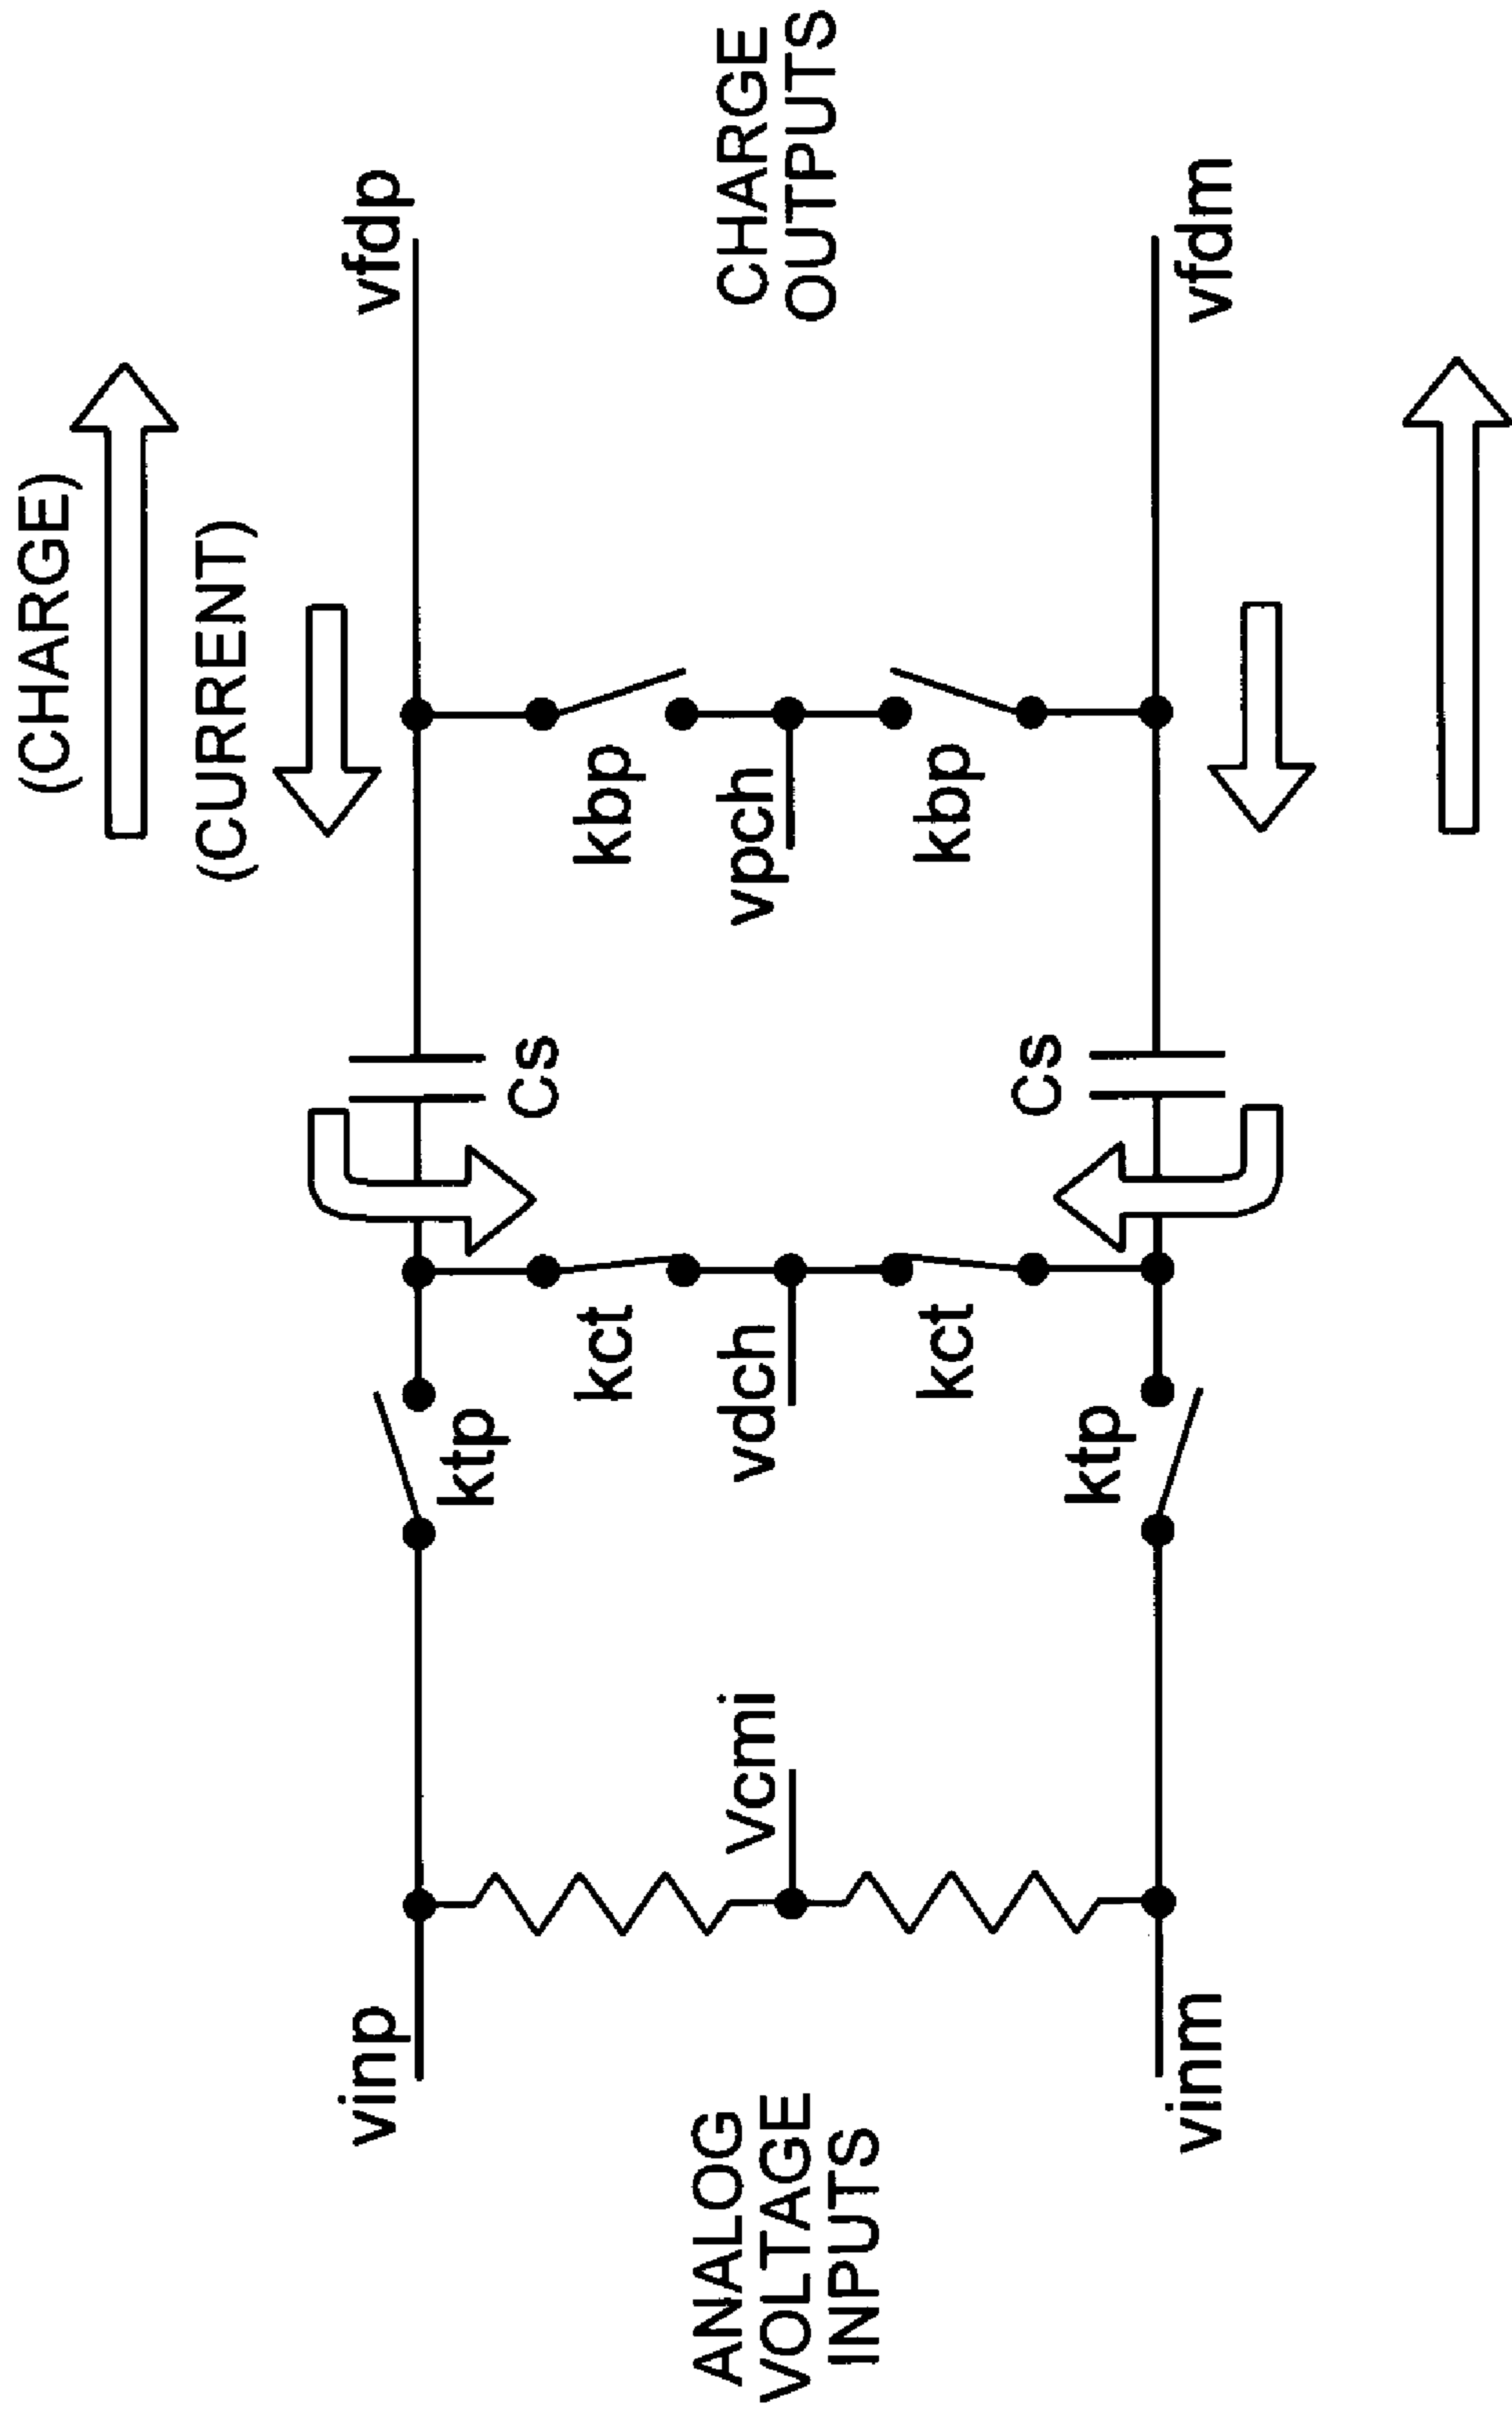 (CHARGE)
(CURRENT)
vinp
vfdp
ktp
Cs
kct
kbp
ANALOG
VOLTAGE
INPUTS
Vcmi
vdch
vpch
CHARGE
OUTPUTS
kct
kbp
Cs
ktp
vinm
vfdm